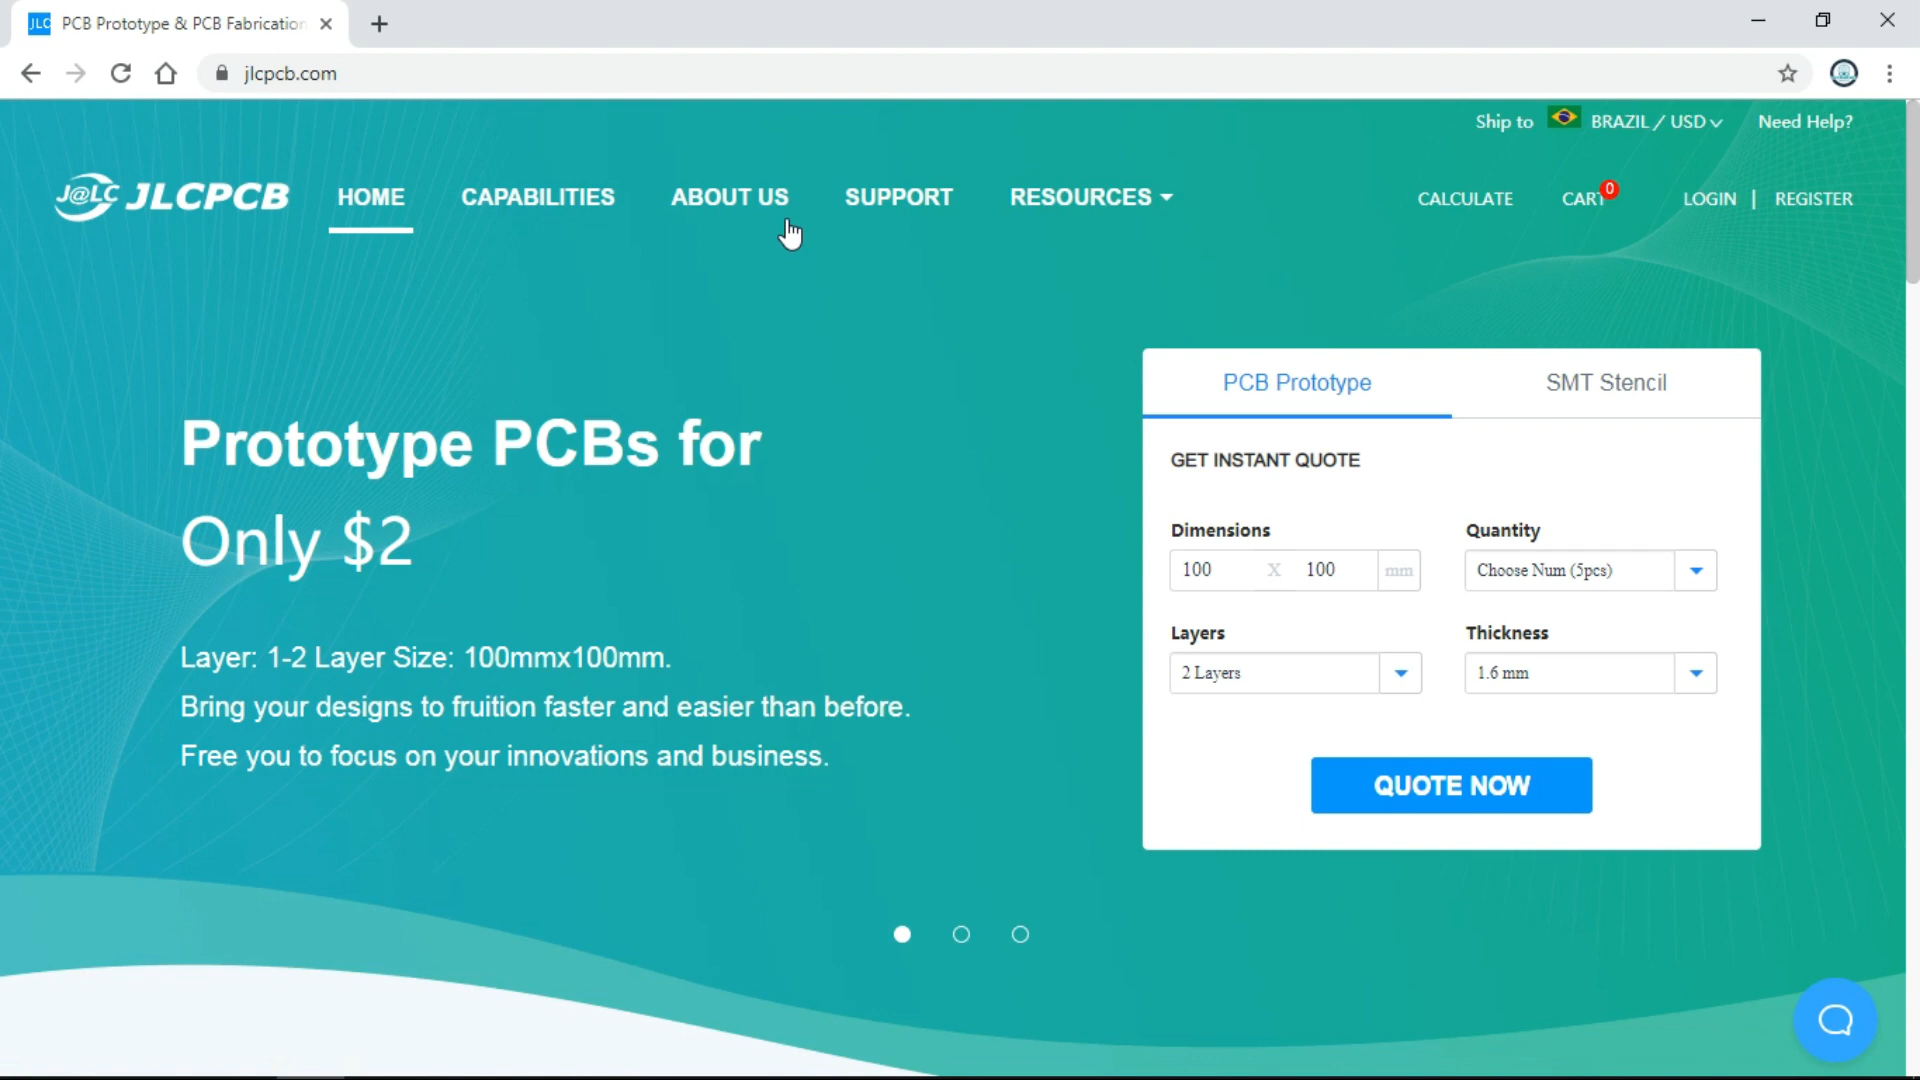 JLC PCB Prototype & PCB Fabrication
jlcpcb.com
Ship to BRAZIL / USD Need Help?
J@LC JLCPCB HOME CAPABILITIES ABOUT US SUPPORT RESOURCES CALCULATE CART 0 LOGIN | REGISTER
PCB Prototype SMT Stencil
Prototype PCBs for
Only $2
GET INSTANT QUOTE
Dimensions Quantity
100 X 100 mm Choose Num (5pcs)
Layers Thickness
2 Layers 1.6 mm
Layer: 1-2 Layer Size: 100mmx100mm.
Bring your designs to fruition faster and easier than before.
Free you to focus on your innovations and business.
QUOTE NOW